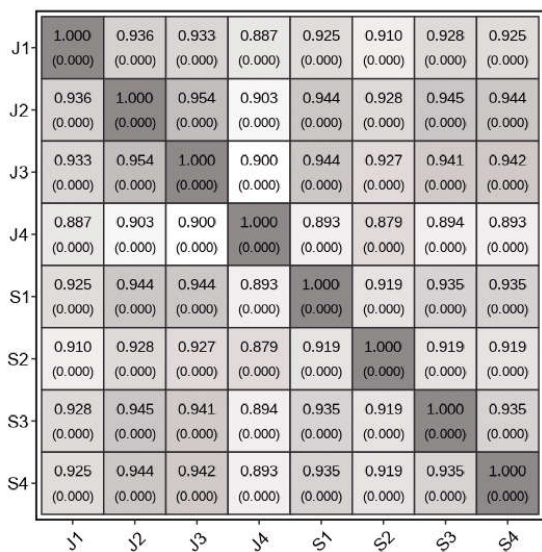 J1 1.000 0.936 0.933 0.887 0.925 0.910 0.928 0.925
(0.000) (0.000) (0.000) (0.000) (0.000) (0.000) (0.000) (0.000)
J2 0.936 1.000 0.954 0.903 0.944 0.928 0.945 0.944
(0.000) (0.000) (0.000) (0.000) (0.000) (0.000) (0.000) (0.000)
J3 0.933 0.954 1.000 0.900 0.944 0.927 0.941 0.942
(0.000) (0.000) (0.000) (0.000) (0.000) (0.000) (0.000) (0.000)
J4 0.887 0.903 0.900 1.000 0.893 0.879 0.894 0.893
(0.000) (0.000) (0.000) (0.000) (0.000) (0.000) (0.000) (0.000)
S1 0.925 0.944 0.944 0.893 1.000 0.919 0.935 0.935
(0.000) (0.000) (0.000) (0.000) (0.000) (0.000) (0.000) (0.000)
S2 0.910 0.928 0.927 0.879 0.919 1.000 0.919 0.919
(0.000) (0.000) (0.000) (0.000) (0.000) (0.000) (0.000) (0.000)
S3 0.928 0.945 0.941 0.894 0.935 0.919 1.000 0.935
(0.000) (0.000) (0.000) (0.000) (0.000) (0.000) (0.000) (0.000)
S4 0.925 0.944 0.942 0.893 0.935 0.919 0.935 1.000
(0.000) (0.000) (0.000) (0.000) (0.000) (0.000) (0.000) (0.000)
J1 J2 J3 J4 S1 S2 S3 S4